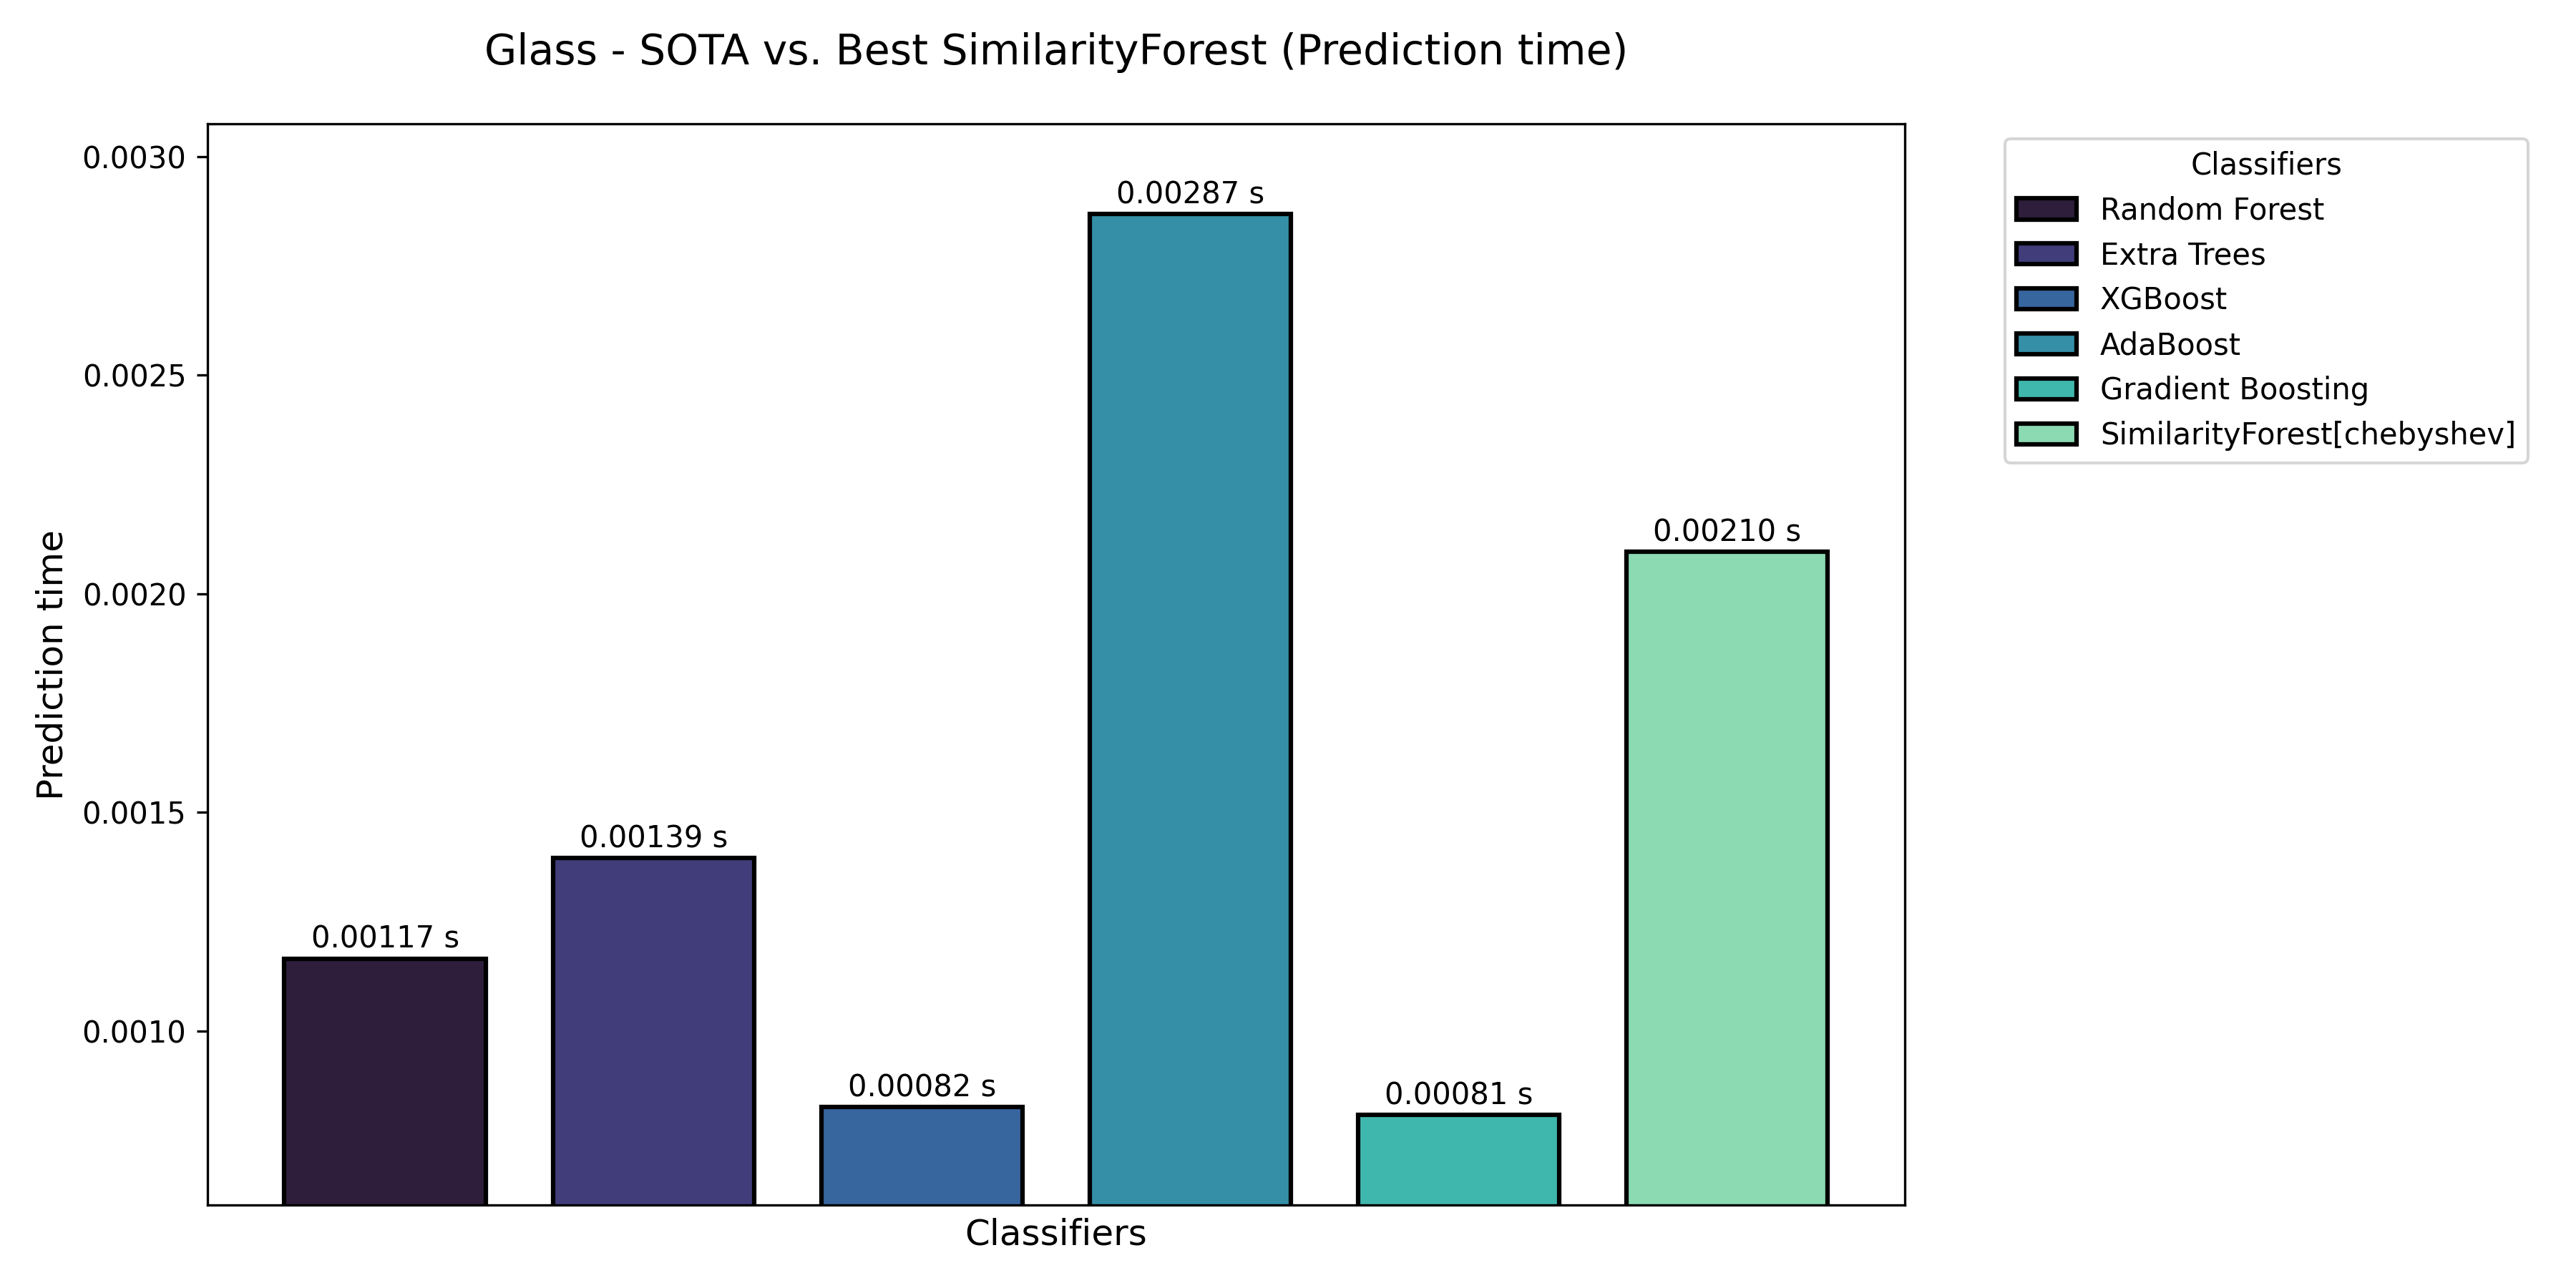 Glass - SOTA vs. Best SimilarityForest (Prediction time)
0.0030
0.0025
0.0020
0.0015
0.0010
Prediction time
0.00117 s
0.00139 s
0.00082 s
0.00287 s
0.00081 s
0.00210 s
Classifiers
Classifiers
Random Forest
Extra Trees
XGBoost
AdaBoost
Gradient Boosting
SimilarityForest[chebyshev]